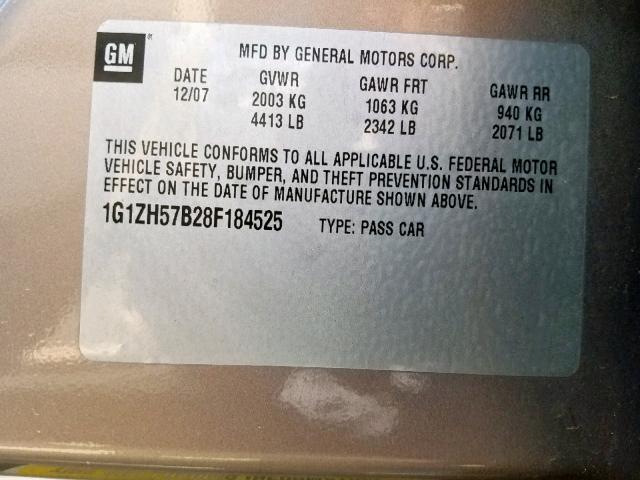 GM
MFD BY GENERAL MOTORS CORP.
DATE GVWR GAWR FRT GAWR RR
12/07 2003 KG 1063 KG 940 KG
4413 LB 2342 LB 2071 LB
THIS VEHICLE CONFORMS TO ALL APPLICABLE U.S. FEDERAL MOTOR
VEHICLE SAFETY, BUMPER, AND THEFT PREVENTION STANDARDS IN
EFFECT ON THE DATE OF MANUFACTURE SHOWN ABOVE.
1G1ZH57B28F184525 TYPE: PASS CAR